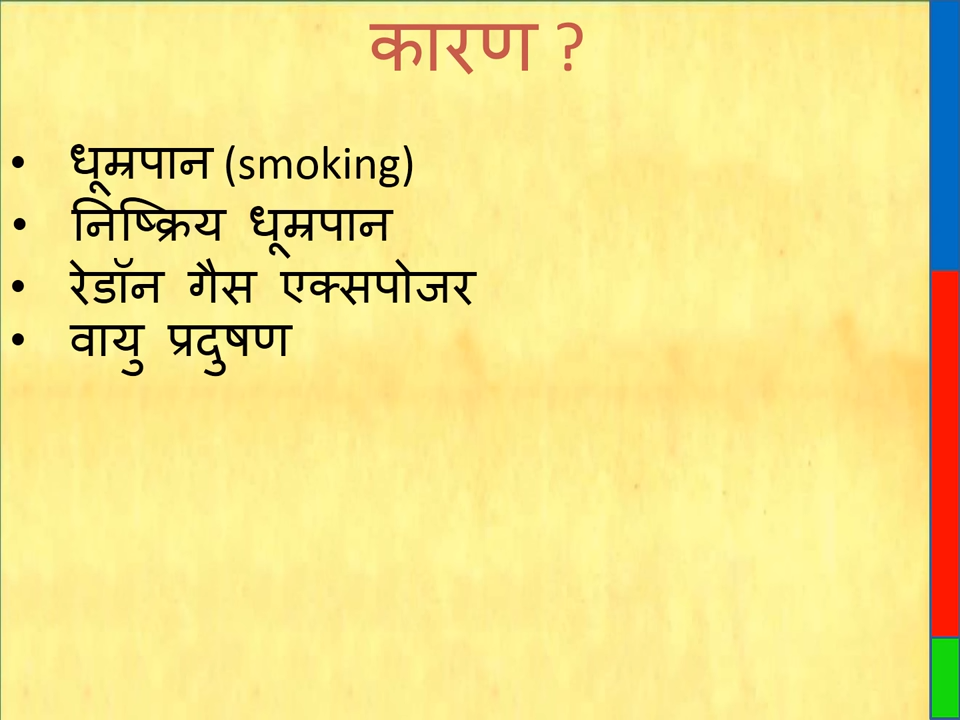 कारण ?
• धूम्रपान (smoking)
• निष्क्रिय धूम्रपान
• रेडॉन गैस एक्सपोजर
• वायु प्रदुषण